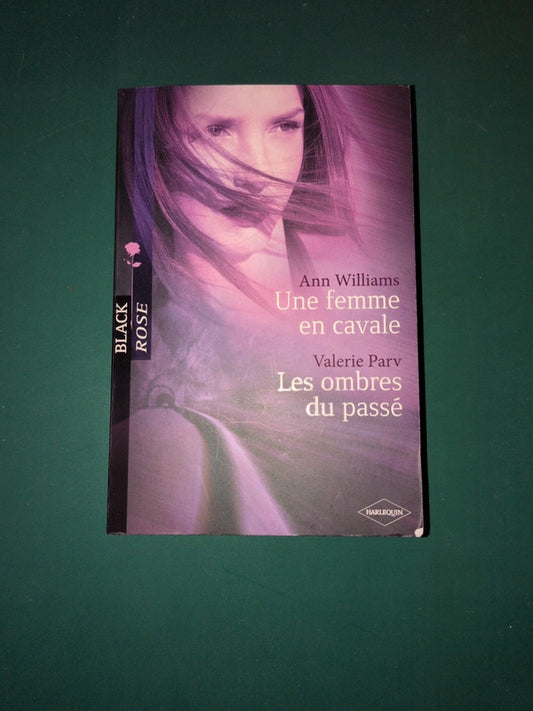 Ann Williams
Une femme
en cavale
Valerie Parv
Les ombres
du passé
BLACK
ROSE
HARLEQUIN